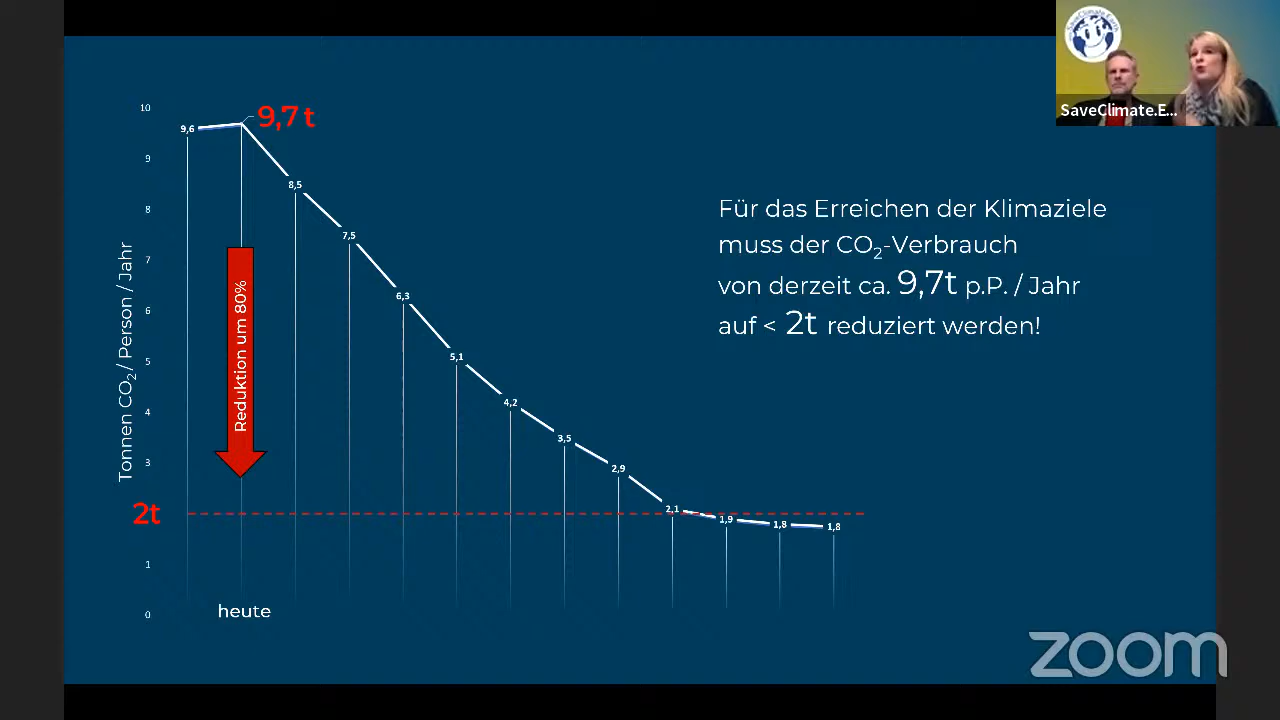 SaveClimate.Earth
SaveClimate.E...
10
9
8
7
6
5
4
3
2t
1
0
Tonnen CO₂ / Person / Jahr
9,6
9,7 t
8,5
7,5
6,3
5,1
4,2
3,5
2,9
2,1
1,9
1,8
1,8
Reduktion um 80%
heute
Für das Erreichen der Klimaziele
muss der CO₂-Verbrauch
von derzeit ca. 9,7t p.P. / Jahr
auf < 2t reduziert werden!
zoom